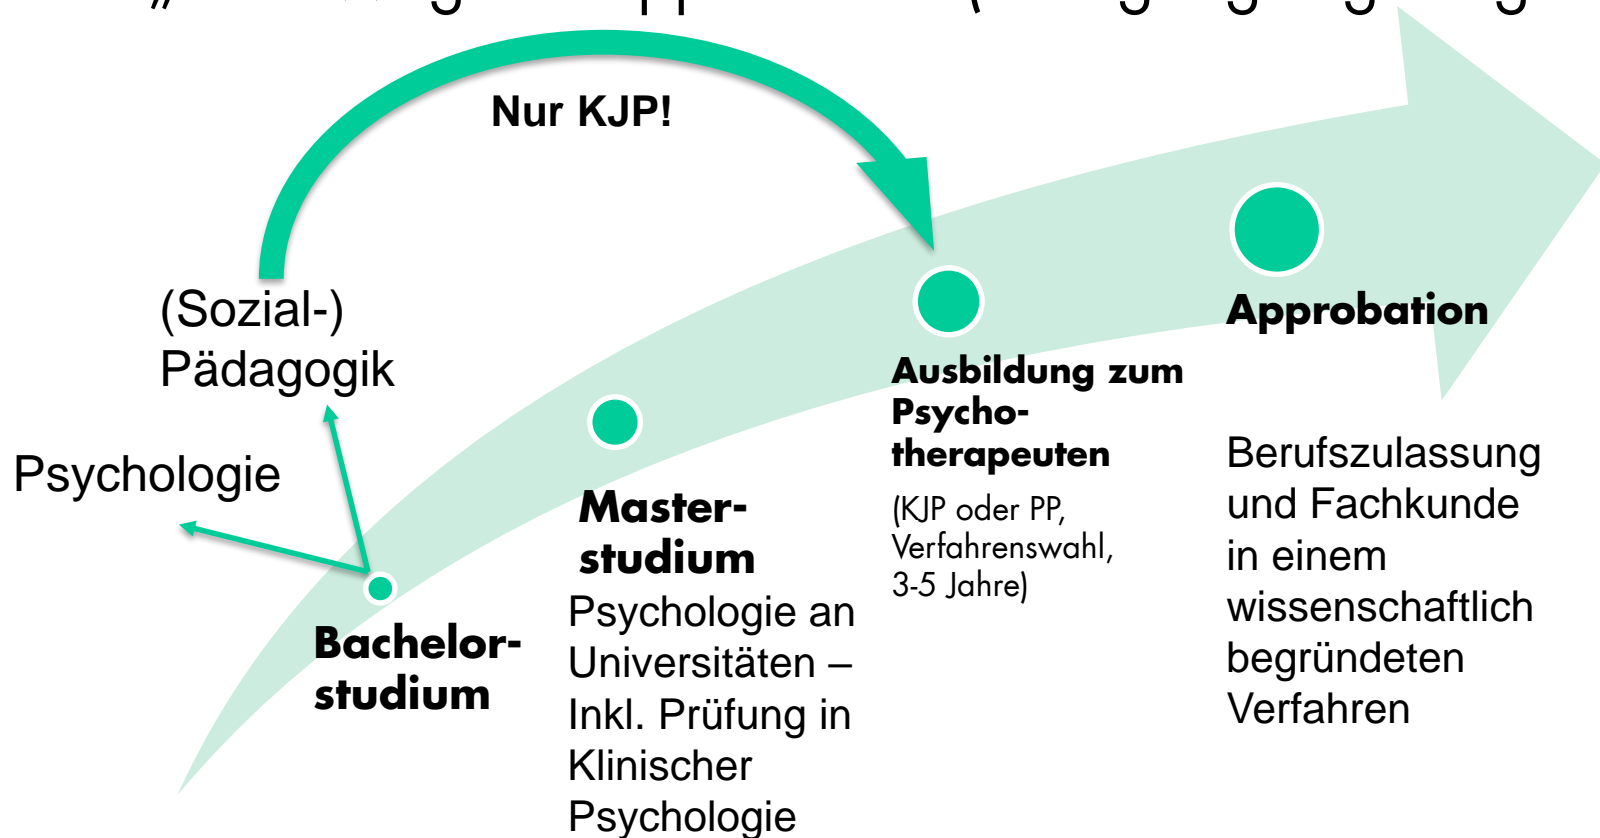 Nur KJP!
(Sozial-)
Pädagogik
Psychologie
Bachelor-
studium
Master-
studium
Psychologie an
Universitäten –
Inkl. Prüfung in
Klinischer
Psychologie
Ausbildung zum
Psycho-
therapeuten
(KJP oder PP,
Verfahrenswahl,
3-5 Jahre)
Approbation
Berufszulassung
und Fachkunde
in einem
wissenschaftlich
begründeten
Verfahren